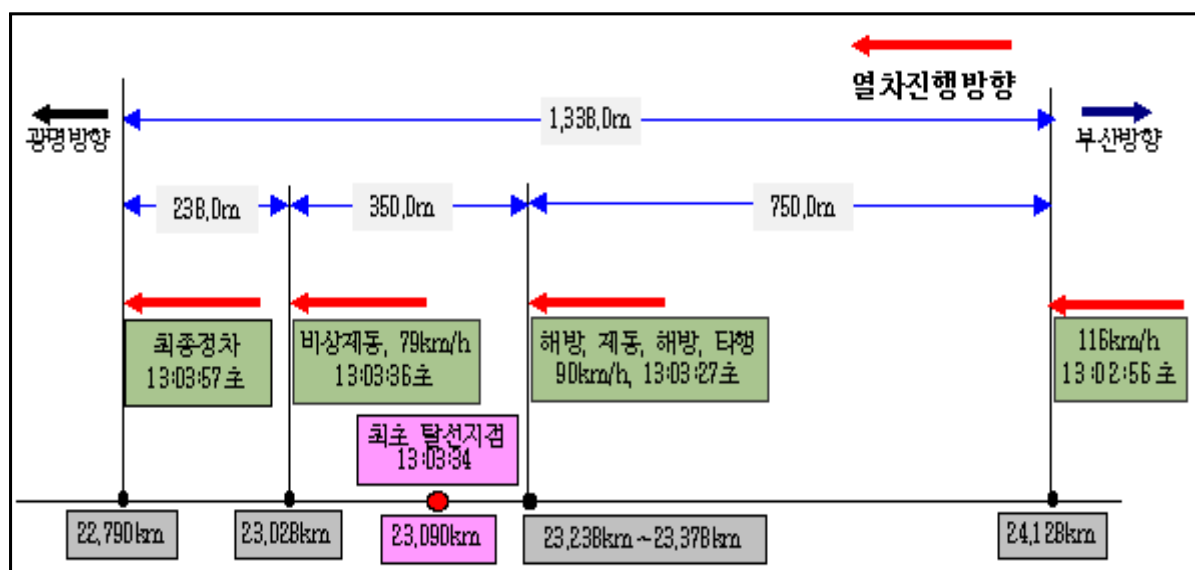 열차진행방향
광명방향
1,338,0m
부산방향
238,0m
350,0m
750,0m
최종정차
13:03:57초
비상제동, 79km/h
13:03:36초
해방, 제동, 해방, 타행
90km/h, 13:03:27초
116km/h
13:02:56초
최초 탈선지점
13:03:34
22,790km
23,028km
23,090km
23,238km~23,378km
24,128km